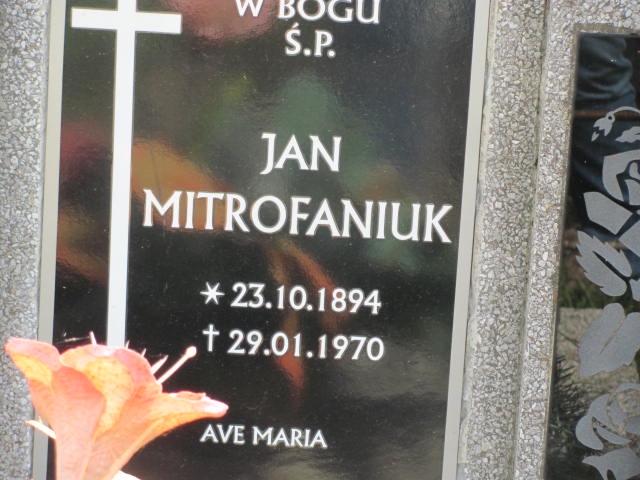 W BOGU
Ś.P.
JAN
MITROFANIUK
* 23.10.1894
† 29.01.1970
AVE MARIA